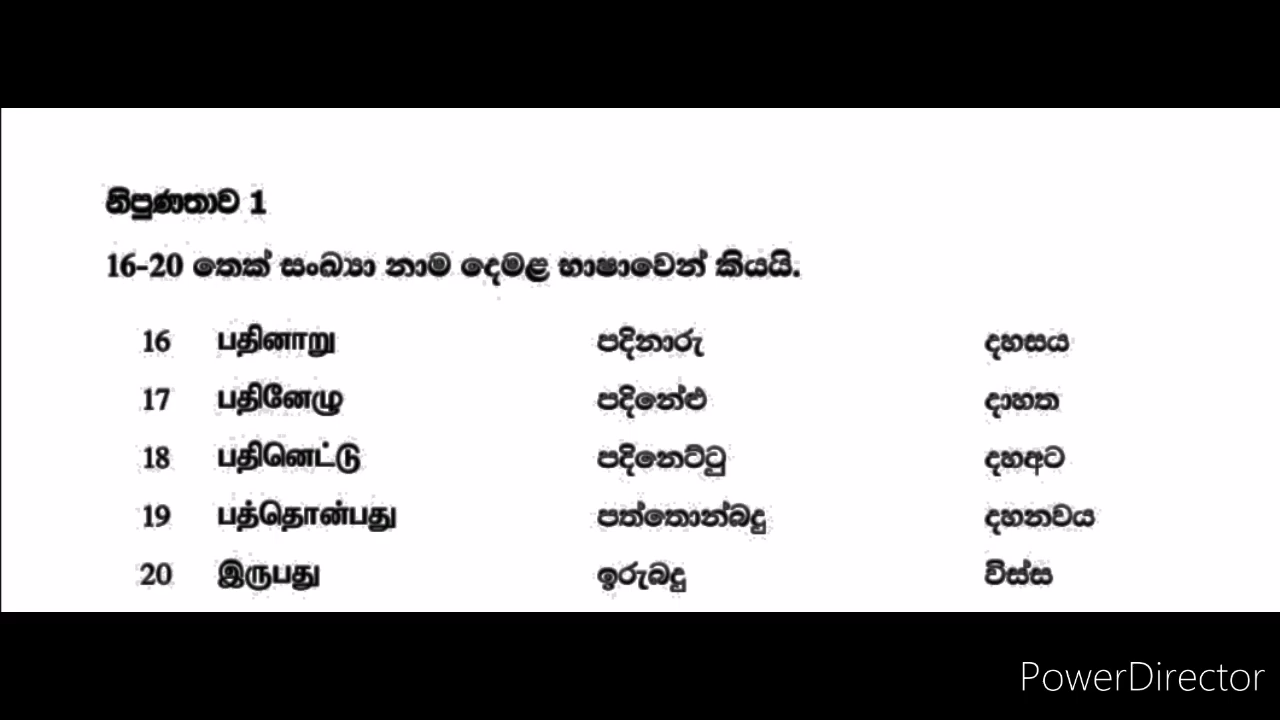 නිපුණතාව 1
16-20 තෙක් සංඛ්‍යා නාම දෙමළ භාෂාවෙන් කියයි.
16 பதினாறு පදිනාරු දහසය
17 பதினேழு පදිනේළු දාහත
18 பதினெட்டு පදිනෙට්ටු දහඅට
19 பத்தொன்பது පත්තොන්බදු දහනවය
20 இருபது ඉරුබදු විස්ස
PowerDirector